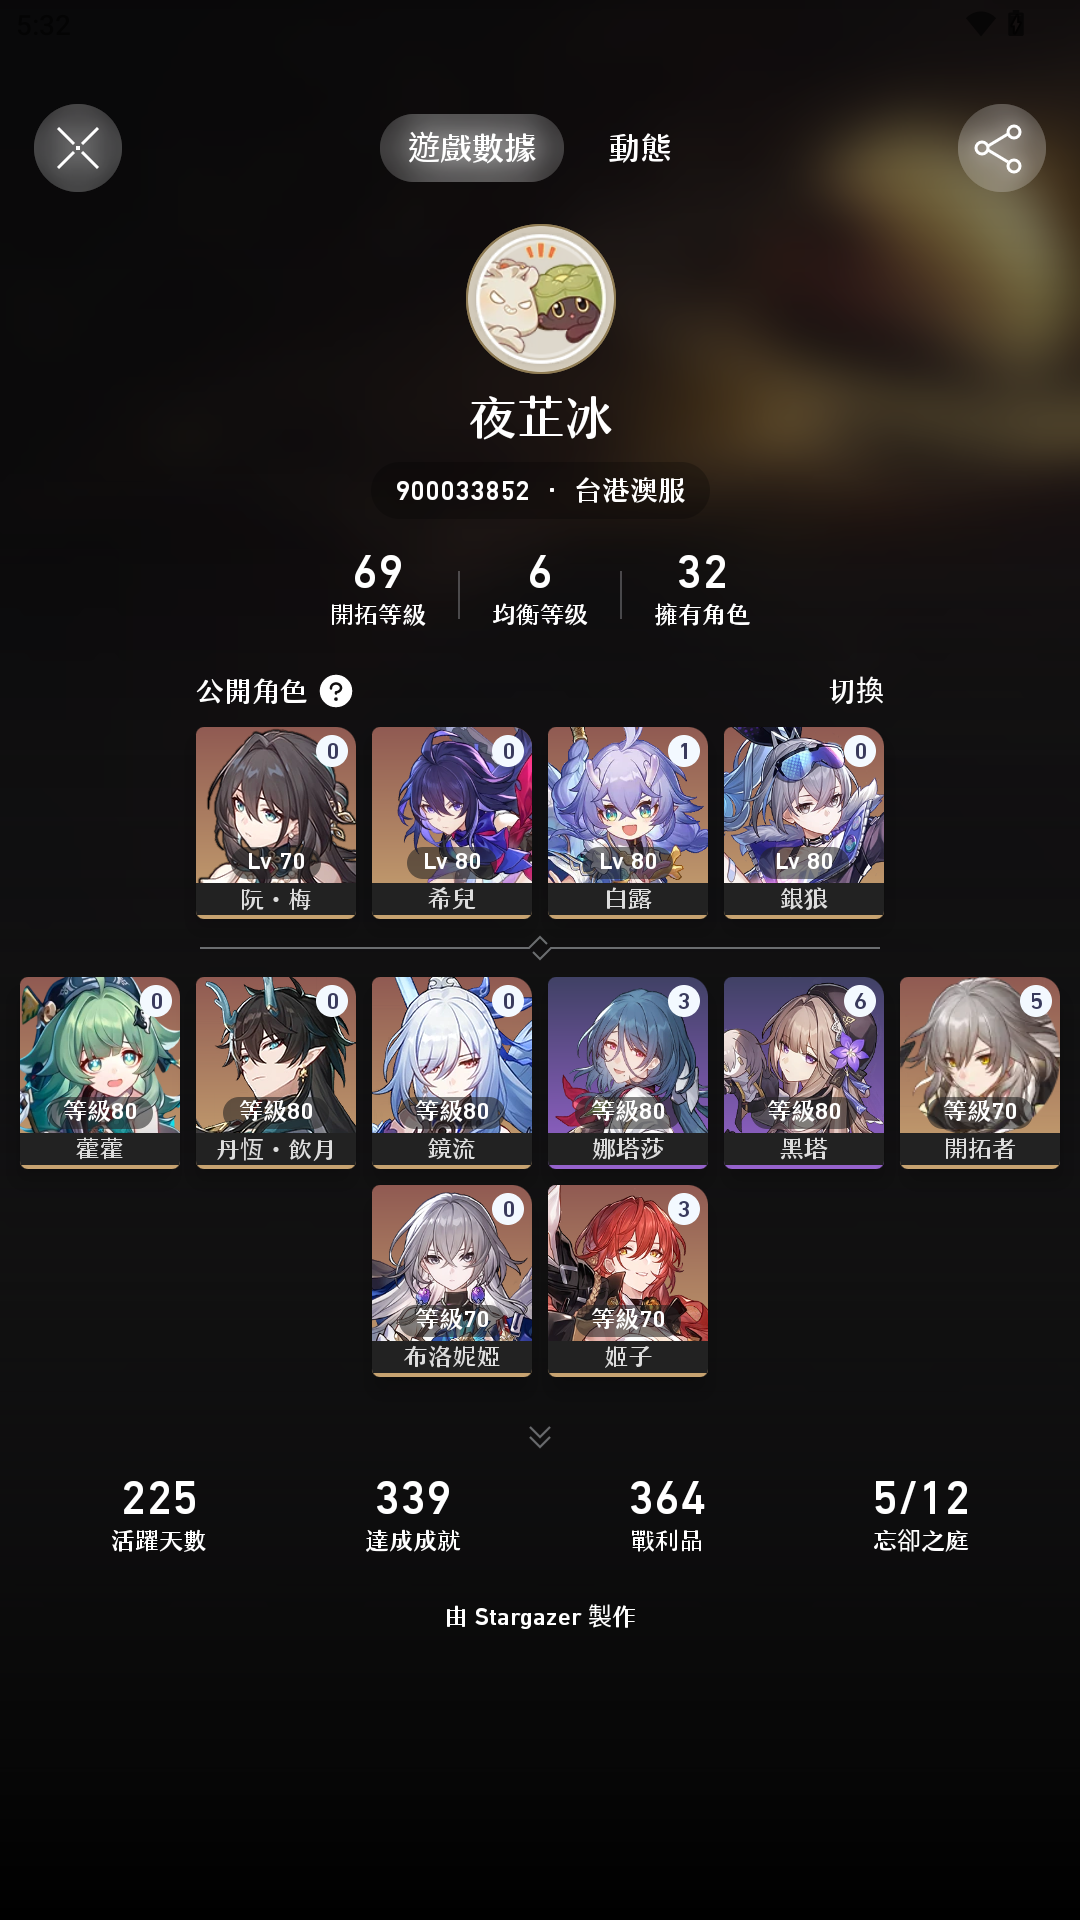 5:32
遊戲數據 動態
夜芷冰
900033852 · 台港澳服
69 6 32
開拓等級 均衡等级 擁有角色
公開角色 ? 切換
0 0 1 0
Lv 70 Lv 80 Lv 80 Lv 80
阮・梅 希兒 白露 銀狼
0 0 0 3 6 5
等級80 等級80 等級80 等級80 等級80 等級70
藿藿 丹恆・飲月 鏡流 娜塔莎 黑塔 開拓者
0 3
等級70 等級70
布洛妮婭 姬子
225 339 364 5/12
活躍天數 達成成就 戰利品 忘卻之庭
由 Stargazer 製作